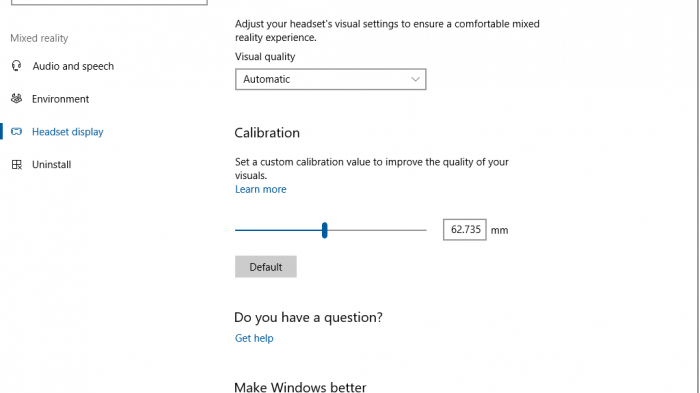 Mixed reality
Audio and speech
Environment
Headset display
Uninstall
Adjust your headset's visual settings to ensure a comfortable mixed
reality experience.
Visual quality
Automatic
Calibration
Set a custom calibration value to improve the quality of your
visuals.
Learn more
62.735 mm
Default
Do you have a question?
Get help
Make Windows better